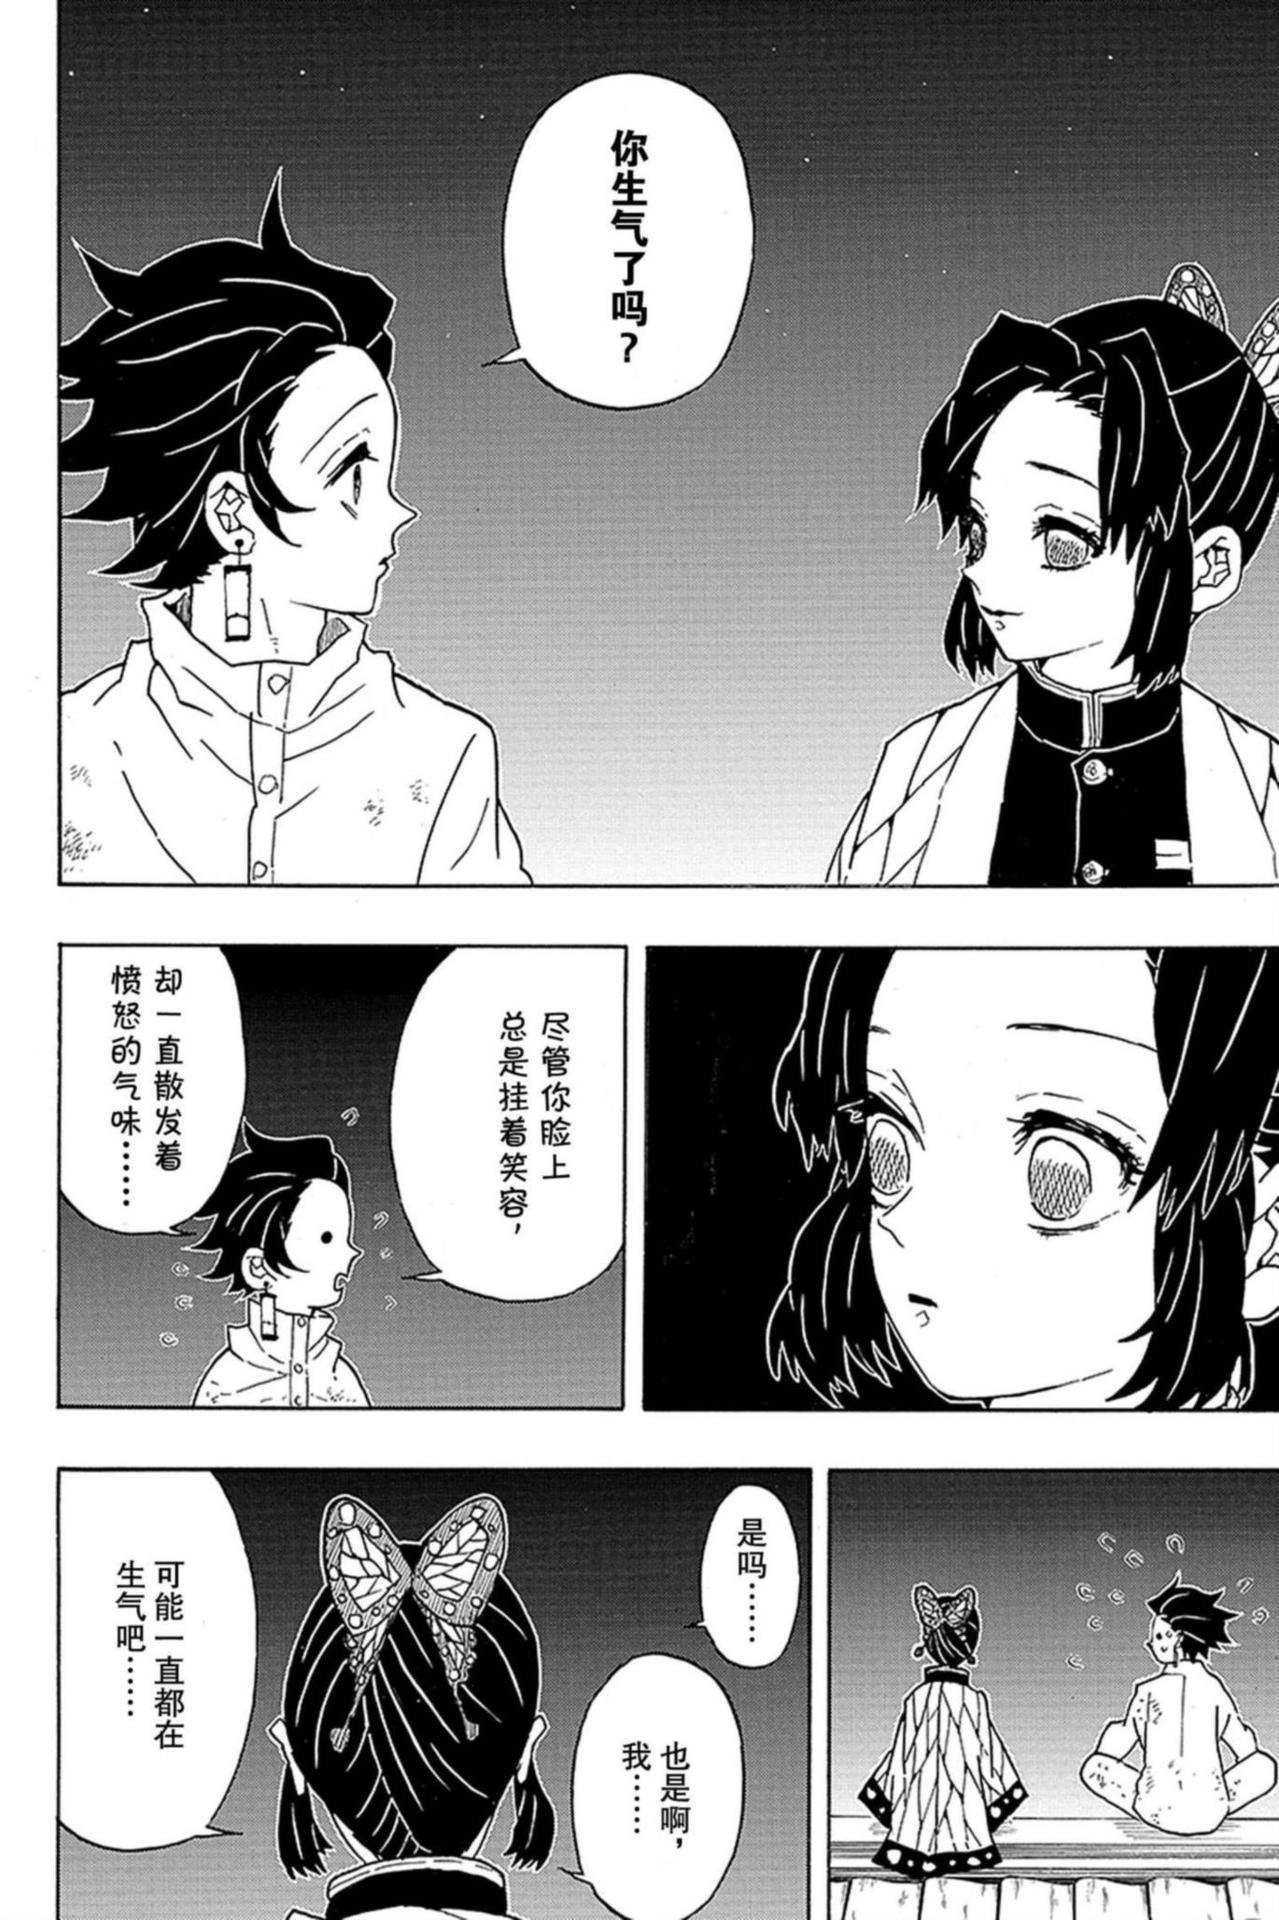 你生气了吗？
尽管你脸上
总是挂着笑容，
却一直散发着
愤怒的气味……
是吗……
也是啊，
我……
可能一直都在
生气吧……